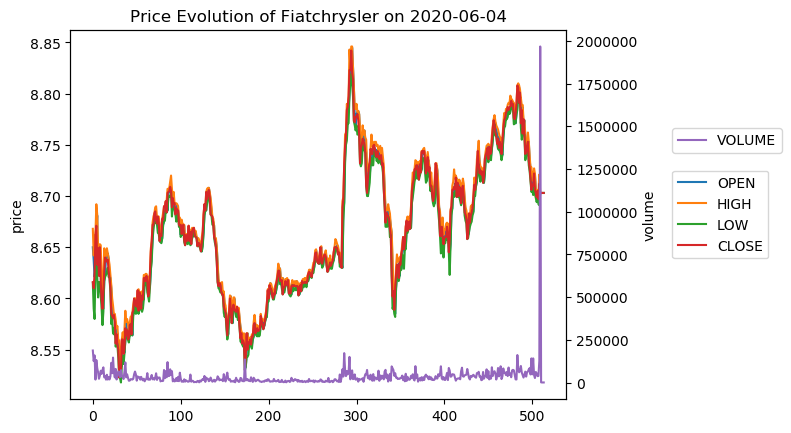 Price Evolution of Fiatchrysler on 2020-06-04
price
8.85
8.80
8.75
8.70
8.65
8.60
8.55
0
100
200
300
400
500
2000000
1750000
1500000
1250000
1000000
750000
500000
250000
0
volume
VOLUME
OPEN
HIGH
LOW
CLOSE